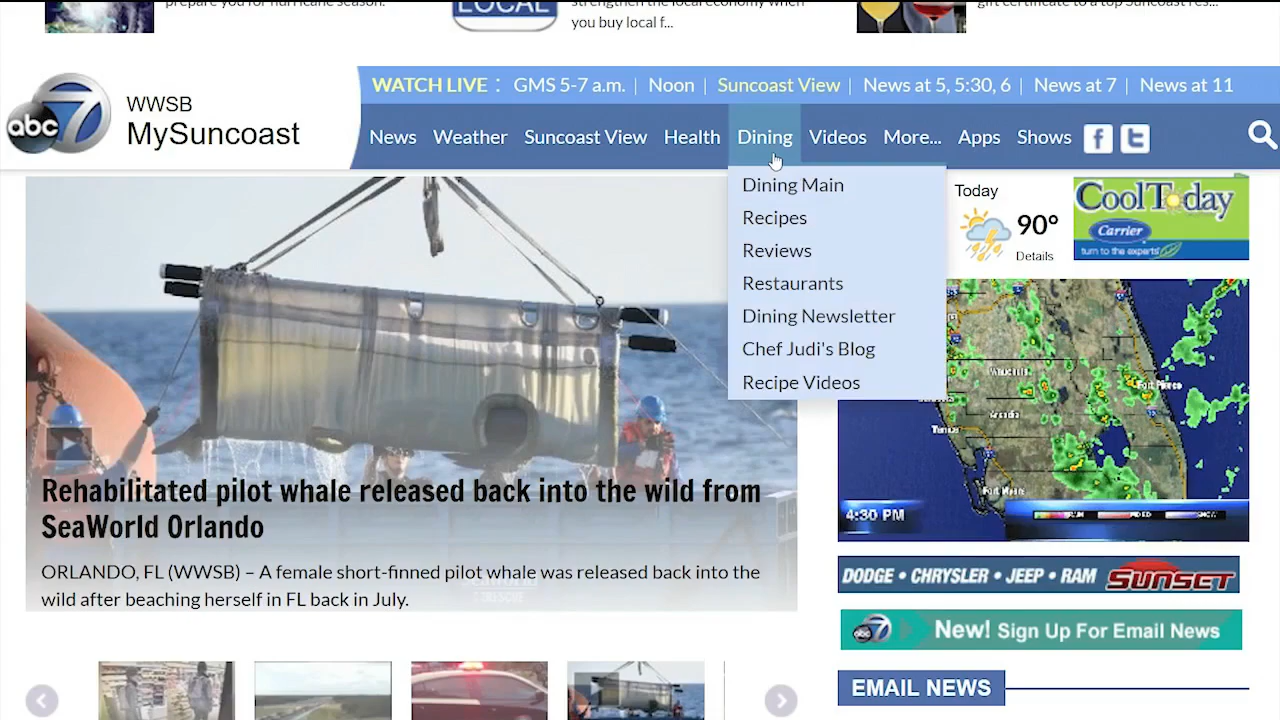 prepare you for hurricane season.
LOCAL
strengthen the local economy when
you buy local f...
gift certificate to a top Suncoast res...
abc 7
WWSB
MySuncoast
WATCH LIVE : GMS 5-7 a.m. | Noon | Suncoast View | News at 5, 5:30, 6 | News at 7 | News at 11
News Weather Suncoast View Health Dining Videos More... Apps Shows f t
Dining Main
Recipes
Reviews
Restaurants
Dining Newsletter
Chef Judi's Blog
Recipe Videos
Today
90°
Details
CoolToday
Carrier
turn to the experts
Fort Pierce
Arcadia
Fort Myers
4:30 PM
Rehabilitated pilot whale released back into the wild from
SeaWorld Orlando
ORLANDO, FL (WWSB) – A female short-finned pilot whale was released back into the
wild after beaching herself in FL back in July.
DODGE • CHRYSLER • JEEP • RAM SUNSET
abc 7 New! Sign Up For Email News
EMAIL NEWS